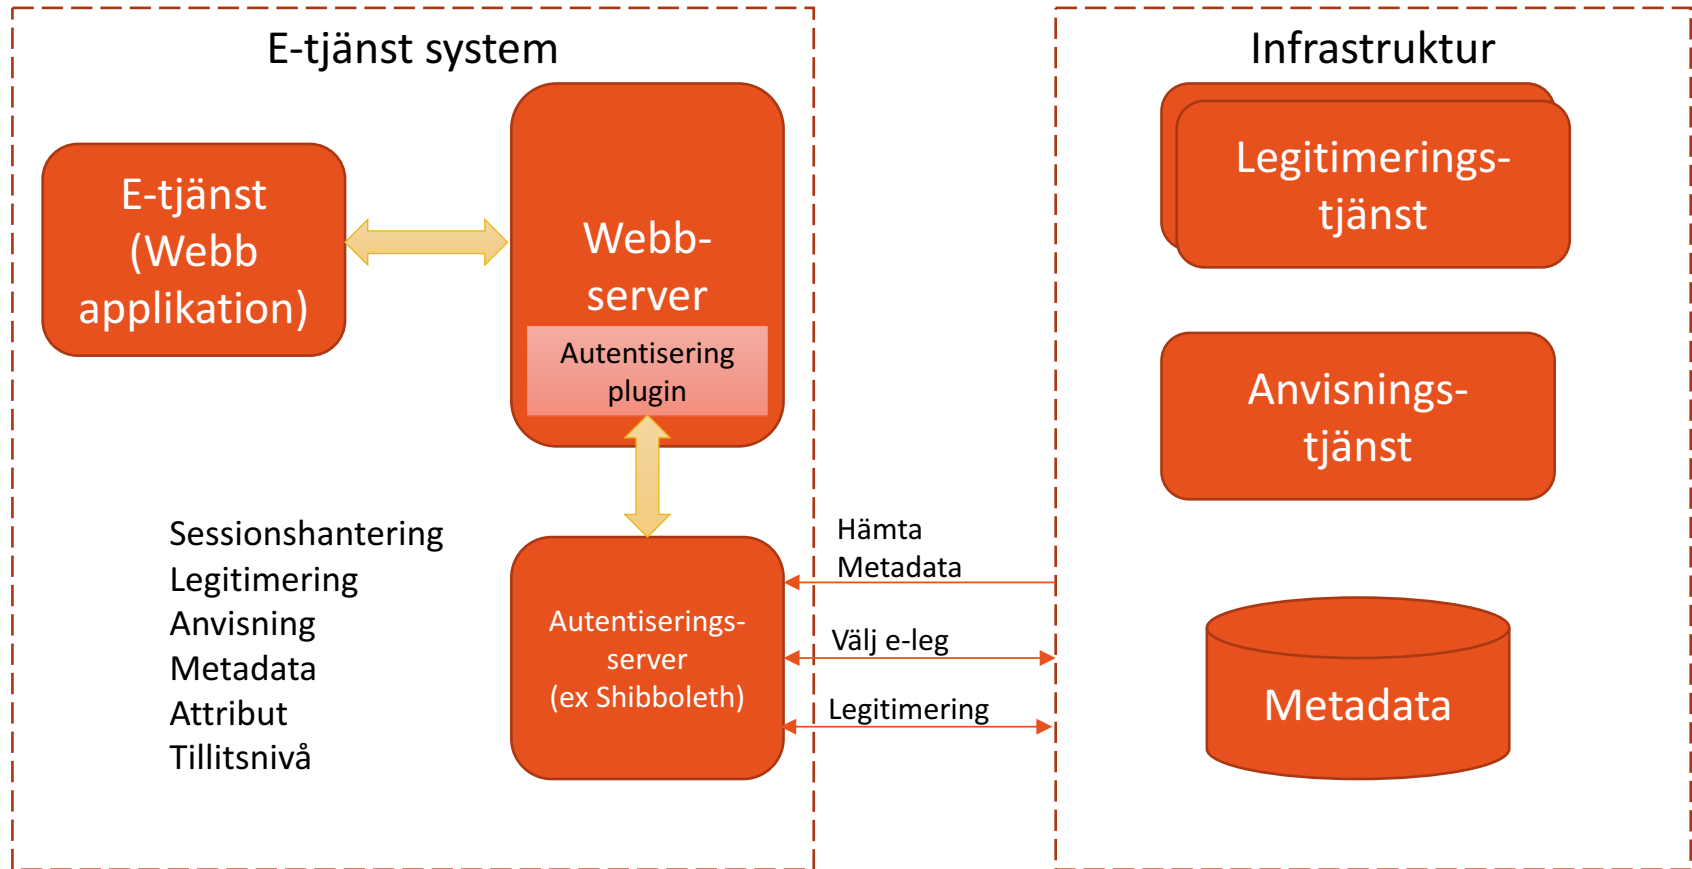 E-tjänst system
E-tjänst
(Webb
applikation)
Webb-
server
Autentisering
plugin
Sessionshantering
Legitimering
Anvisning
Metadata
Attribut
Tillitsnivå
Autentiserings-
server
(ex Shibboleth)
Hämta
Metadata
Välj e-leg
Legitimering
Infrastruktur
Legitimerings-
tjänst
Anvisnings-
tjänst
Metadata